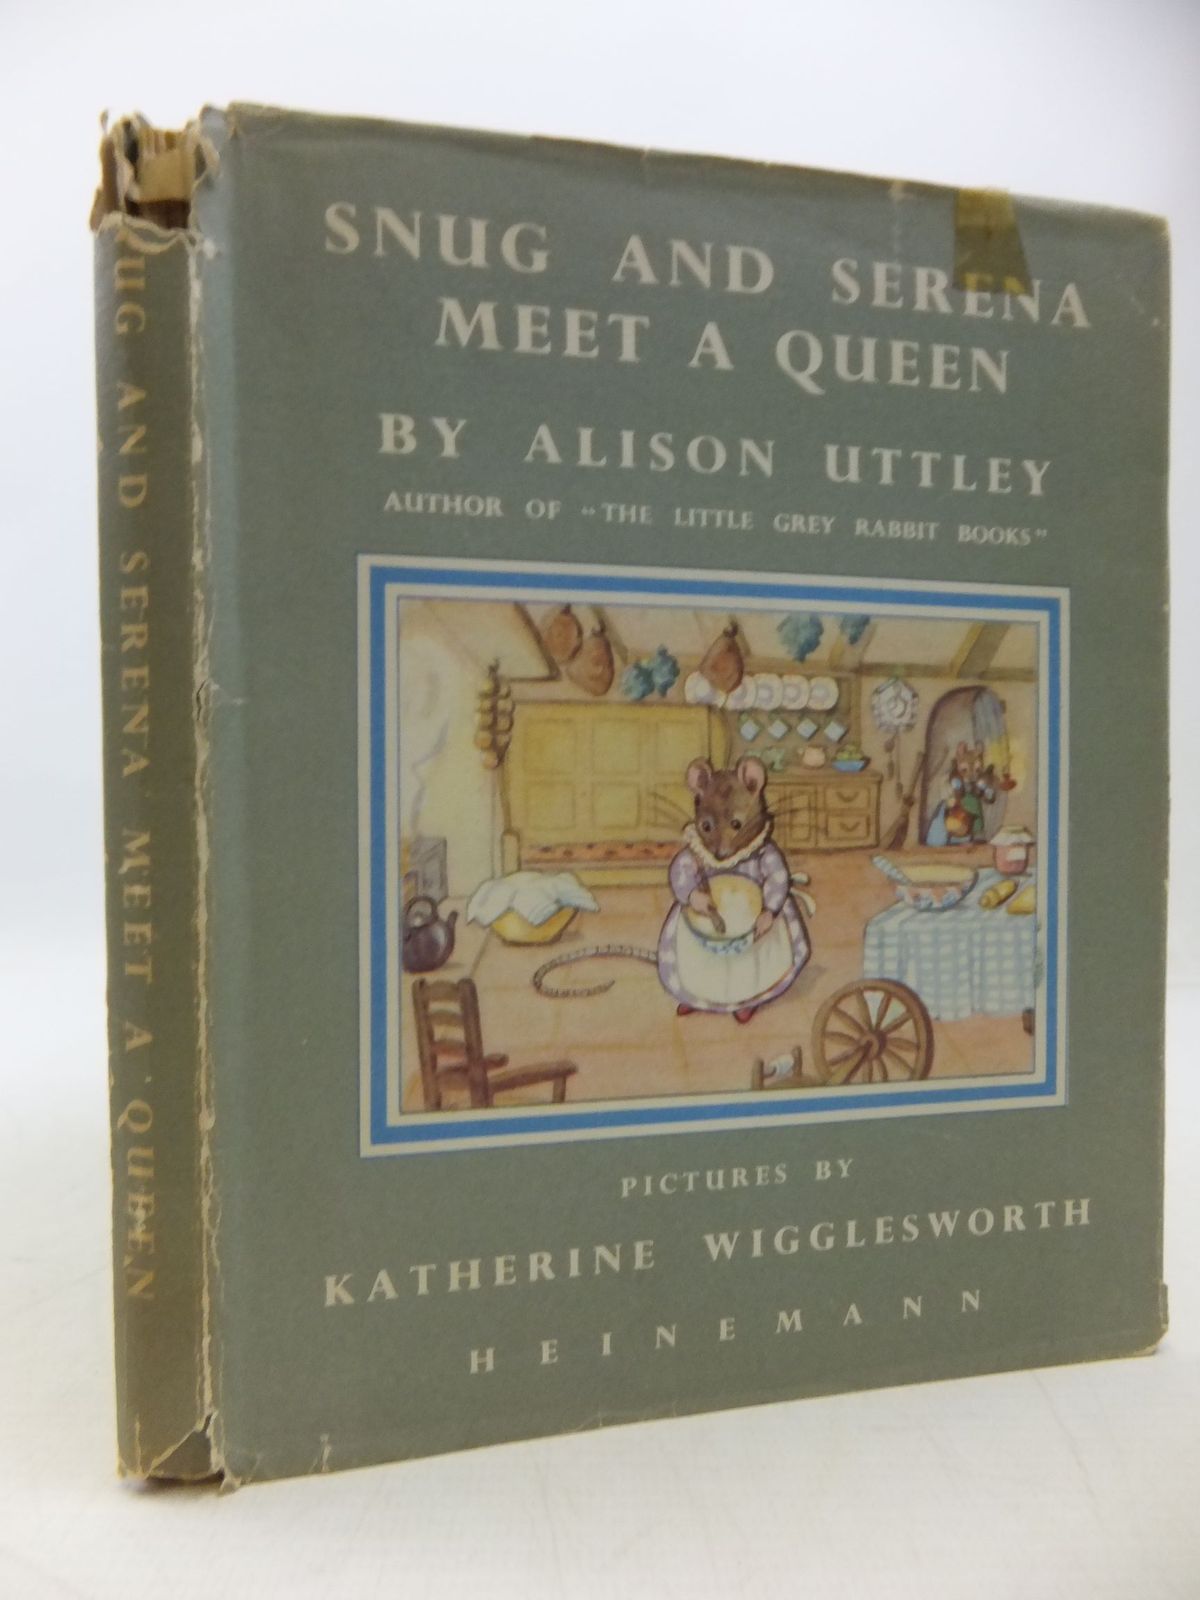 SNUG AND SERENA
MEET A QUEEN
BY ALISON UTTLEY
AUTHOR OF "THE LITTLE GREY RABBIT BOOKS"
PICTURES BY
KATHERINE WIGGLESWORTH
HEINEMANN
UG AND SERENA MEET A QUEEN